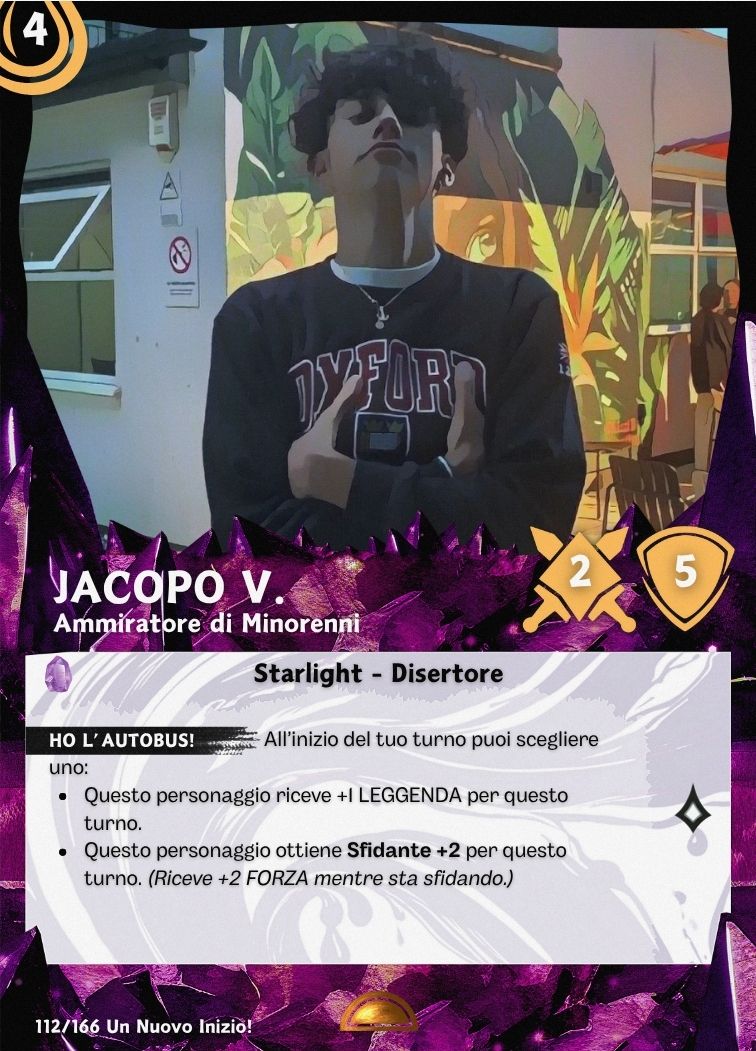 4
OXFORD
JACOPO V.
2
5
Ammiratore di Minorenni
Starlight - Disertore
HO L'AUTOBUS! All'inizio del tuo turno puoi scegliere
uno:
• Questo personaggio riceve +1 LEGGENDA per questo
turno.
• Questo personaggio ottiene Sfidante +2 per questo
turno. (Riceve +2 FORZA mentre sta sfidando.)
112/166 Un Nuovo Inizio!